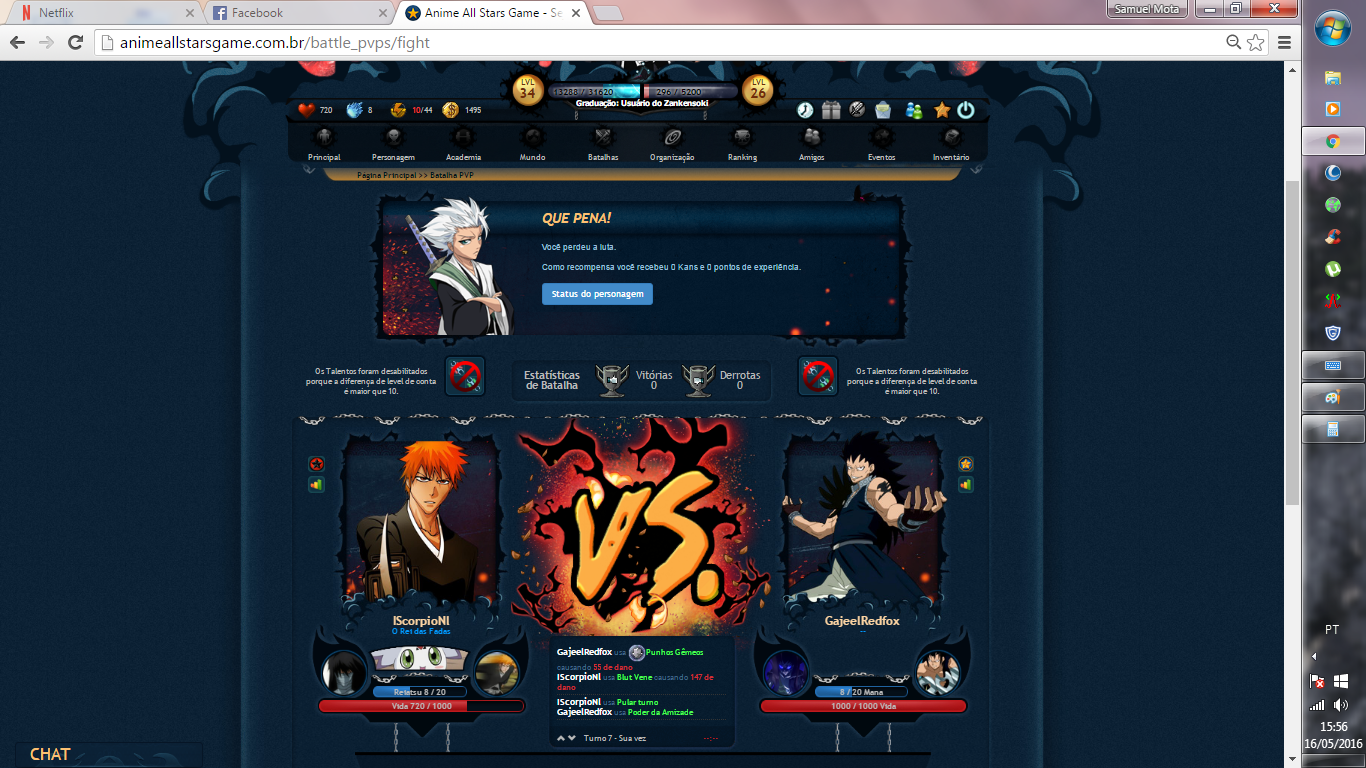 Netflix
Facebook
Anime All Stars Game - Se
Samuel Mota
animeallstarsgame.com.br/battle_pvps/fight
LVL
34
13288 / 31620
296 / 5200
LVL
26
Graduação: Usuário do Zankensoki
720
8
10/44
1495
Principal
Personagem
Academia
Mundo
Batalhas
Organização
Ranking
Amigos
Eventos
Inventário
Página Principal >> Batalha PVP
QUE PENA!
Você perdeu a luta.
Como recompensa você recebeu 0 Kans e 0 pontos de experiência.
Status do personagem
Os Talentos foram desabilitados
porque a diferença de level de conta
é maior que 10.
Estatísticas
de Batalha
Vitórias
0
Derrotas
0
Os Talentos foram desabilitados
porque a diferença de level de conta
é maior que 10.
VS.
IScorpioNl
O Rei das Fadas
GajeelRedfox
--
Reiatsu 8 / 20
Vida 720 / 1000
GajeelRedfox usa Punhos Gêmeos
causando 55 de dano
IScorpioNl usa Blut Vene causando 147 de
dano
IScorpioNl usa Pular turno
GajeelRedfox usa Poder da Amizade
Turno 7 - Sua vez
--:--
8 / 20 Mana
1000 / 1000 Vida
CHAT
PT
15:56
16/05/2016